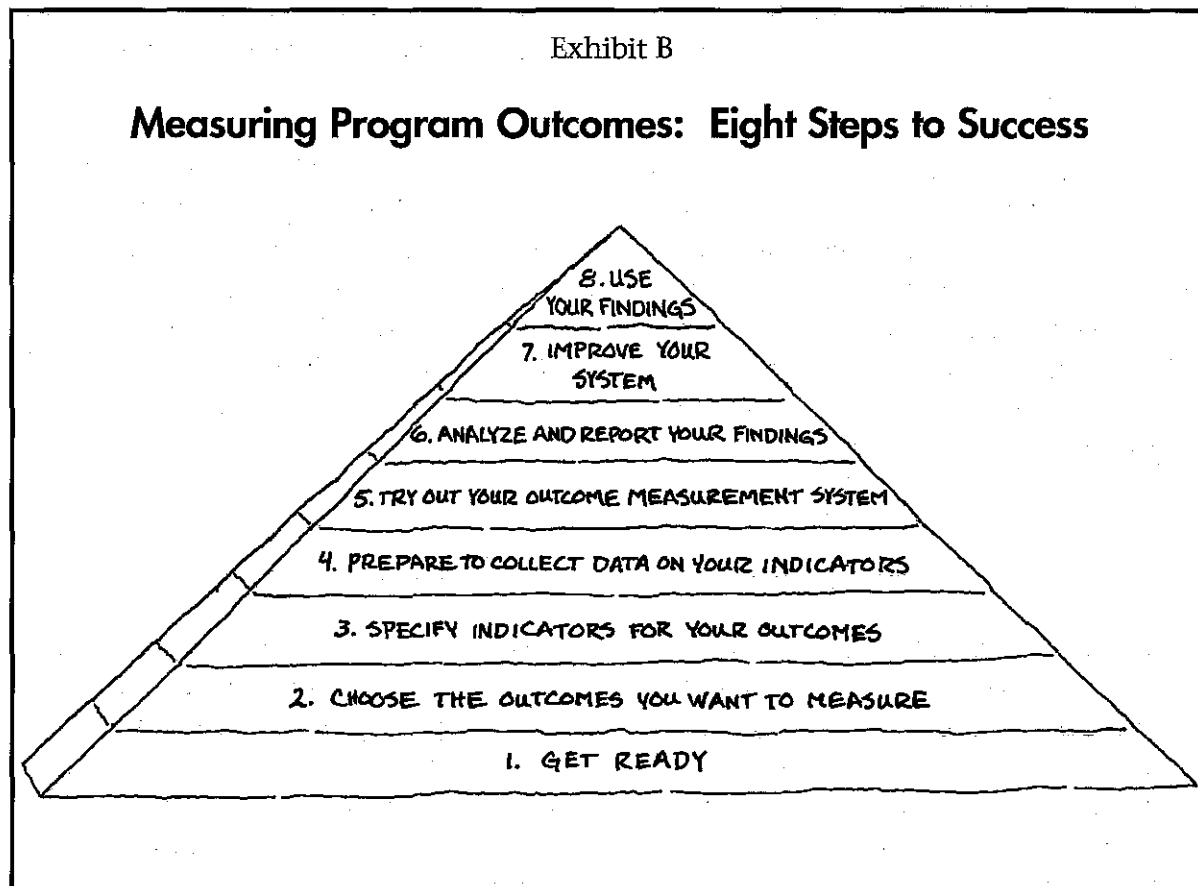 Exhibit B
Measuring Program Outcomes: Eight Steps to Success
8. USE
YOUR FINDINGS
7. IMPROVE YOUR
SYSTEM
6. ANALYZE AND REPORT YOUR FINDINGS
5. TRY OUT YOUR OUTCOME MEASUREMENT SYSTEM
4. PREPARE TO COLLECT DATA ON YOUR INDICATORS
3. SPECIFY INDICATORS FOR YOUR OUTCOMES
2. CHOOSE THE OUTCOMES YOU WANT TO MEASURE
1. GET READY